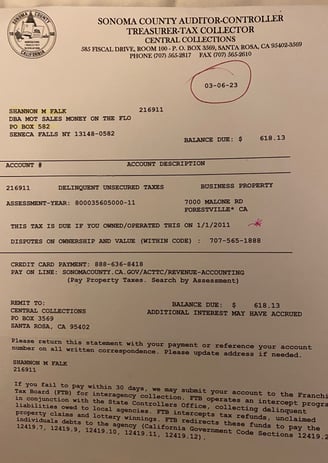 SONOMA COUNTY AUDITOR-CONTROLLER
TREASURER-TAX COLLECTOR
CENTRAL COLLECTIONS
585 FISCAL DRIVE, ROOM 100 - P. O. BOX 3569, SANTA ROSA, CA 95402-3569
PHONE (707) 565-2817 FAX (707) 565-2610
03-06-23
SHANNON M FALK 216911
DBA MOT SALES MONEY ON THE FLO
PO BOX 582
SENECA FALLS NY 13148-0582
BALANCE DUE: $ 618.13
ACCOUNT # ACCOUNT DESCRIPTION
216911 DELINQUENT UNSECURED TAXES BUSINESS PROPERTY
ASSESSMENT-YEAR: 800035605000-11 7000 MALONE RD
FORESTVILLE* CA
THIS TAX IS DUE IF YOU OWNED/OPERATED THIS ON 1/1/2011 *
DISPUTES ON OWNERSHIP AND VALUE (WITHIN CODE) : 707-565-1888
CREDIT CARD PAYMENT: 888-636-8418
PAY ON LINE: SONOMACOUNTY.CA.GOV/ACTTC/REVENUE-ACCOUNTING
(Pay Property Taxes. Search by Assessment)
REMIT TO: BALANCE DUE: $ 618.13
CENTRAL COLLECTIONS ADDITIONAL INTEREST MAY HAVE ACCRUED
PO BOX 3569
SANTA ROSA, CA 95402
Please return this statement with your payment or reference your account
number on all written correspondence. Please update address if needed.
SHANNON M FALK
216911
If you fail to pay within 30 days, we may submit your account to the Franchi
Tax Board (FTB) for interagency collection. FTB operates an intercept progra
in conjunction with the State Controllers Office, collecting delinquent
liabilities owed to local agencies. FTB intercepts tax refunds, unclaimed
property claims and lottery winnings. FTB redirects these funds to pay the
individuals debts to the agency (California Government Code Sections 12419.2
12419.7, 12419.9, 12419.10, 12419.11, 12419.12).